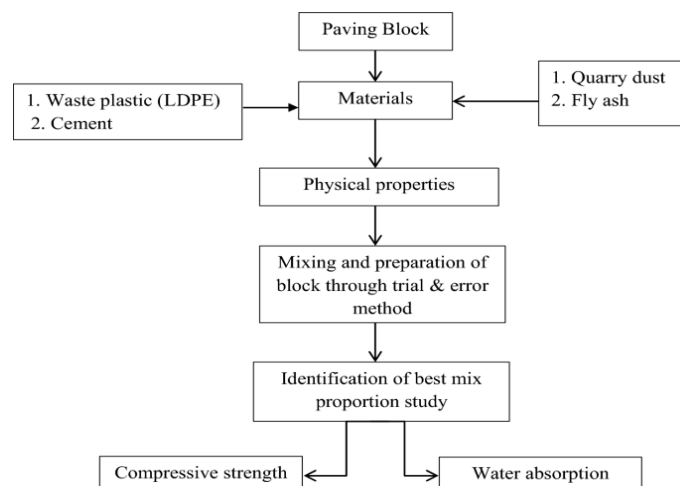 Paving Block
1. Waste plastic (LDPE)
2. Cement
Materials
1. Quarry dust
2. Fly ash
Physical properties
Mixing and preparation of
block through trial & error
method
Identification of best mix
proportion study
Compressive strength
Water absorption